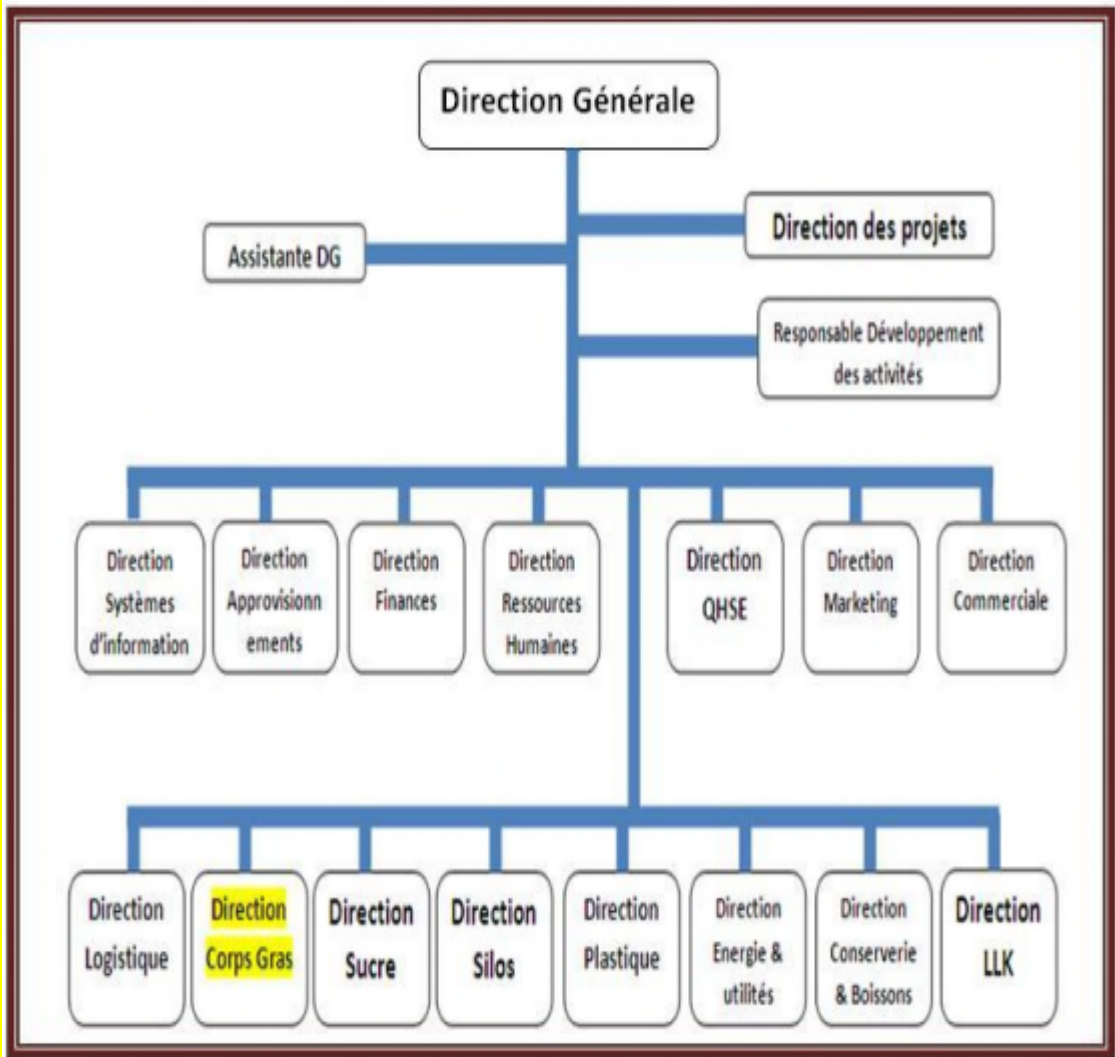 Direction Générale
Direction des projets
Assistante DG
Responsable Développement
des activités
Direction
Systèmes
d'information
Direction
Approvisionn
ements
Direction
Finances
Direction
Ressources
Humaines
Direction
QHSE
Direction
Marketing
Direction
Commerciale
Direction
Logistique
Direction
Corps Gras
Direction
Sucre
Direction
Silos
Direction
Plastique
Direction
Energie &
utilités
Direction
Conserverie
& Boissons
Direction
LLK